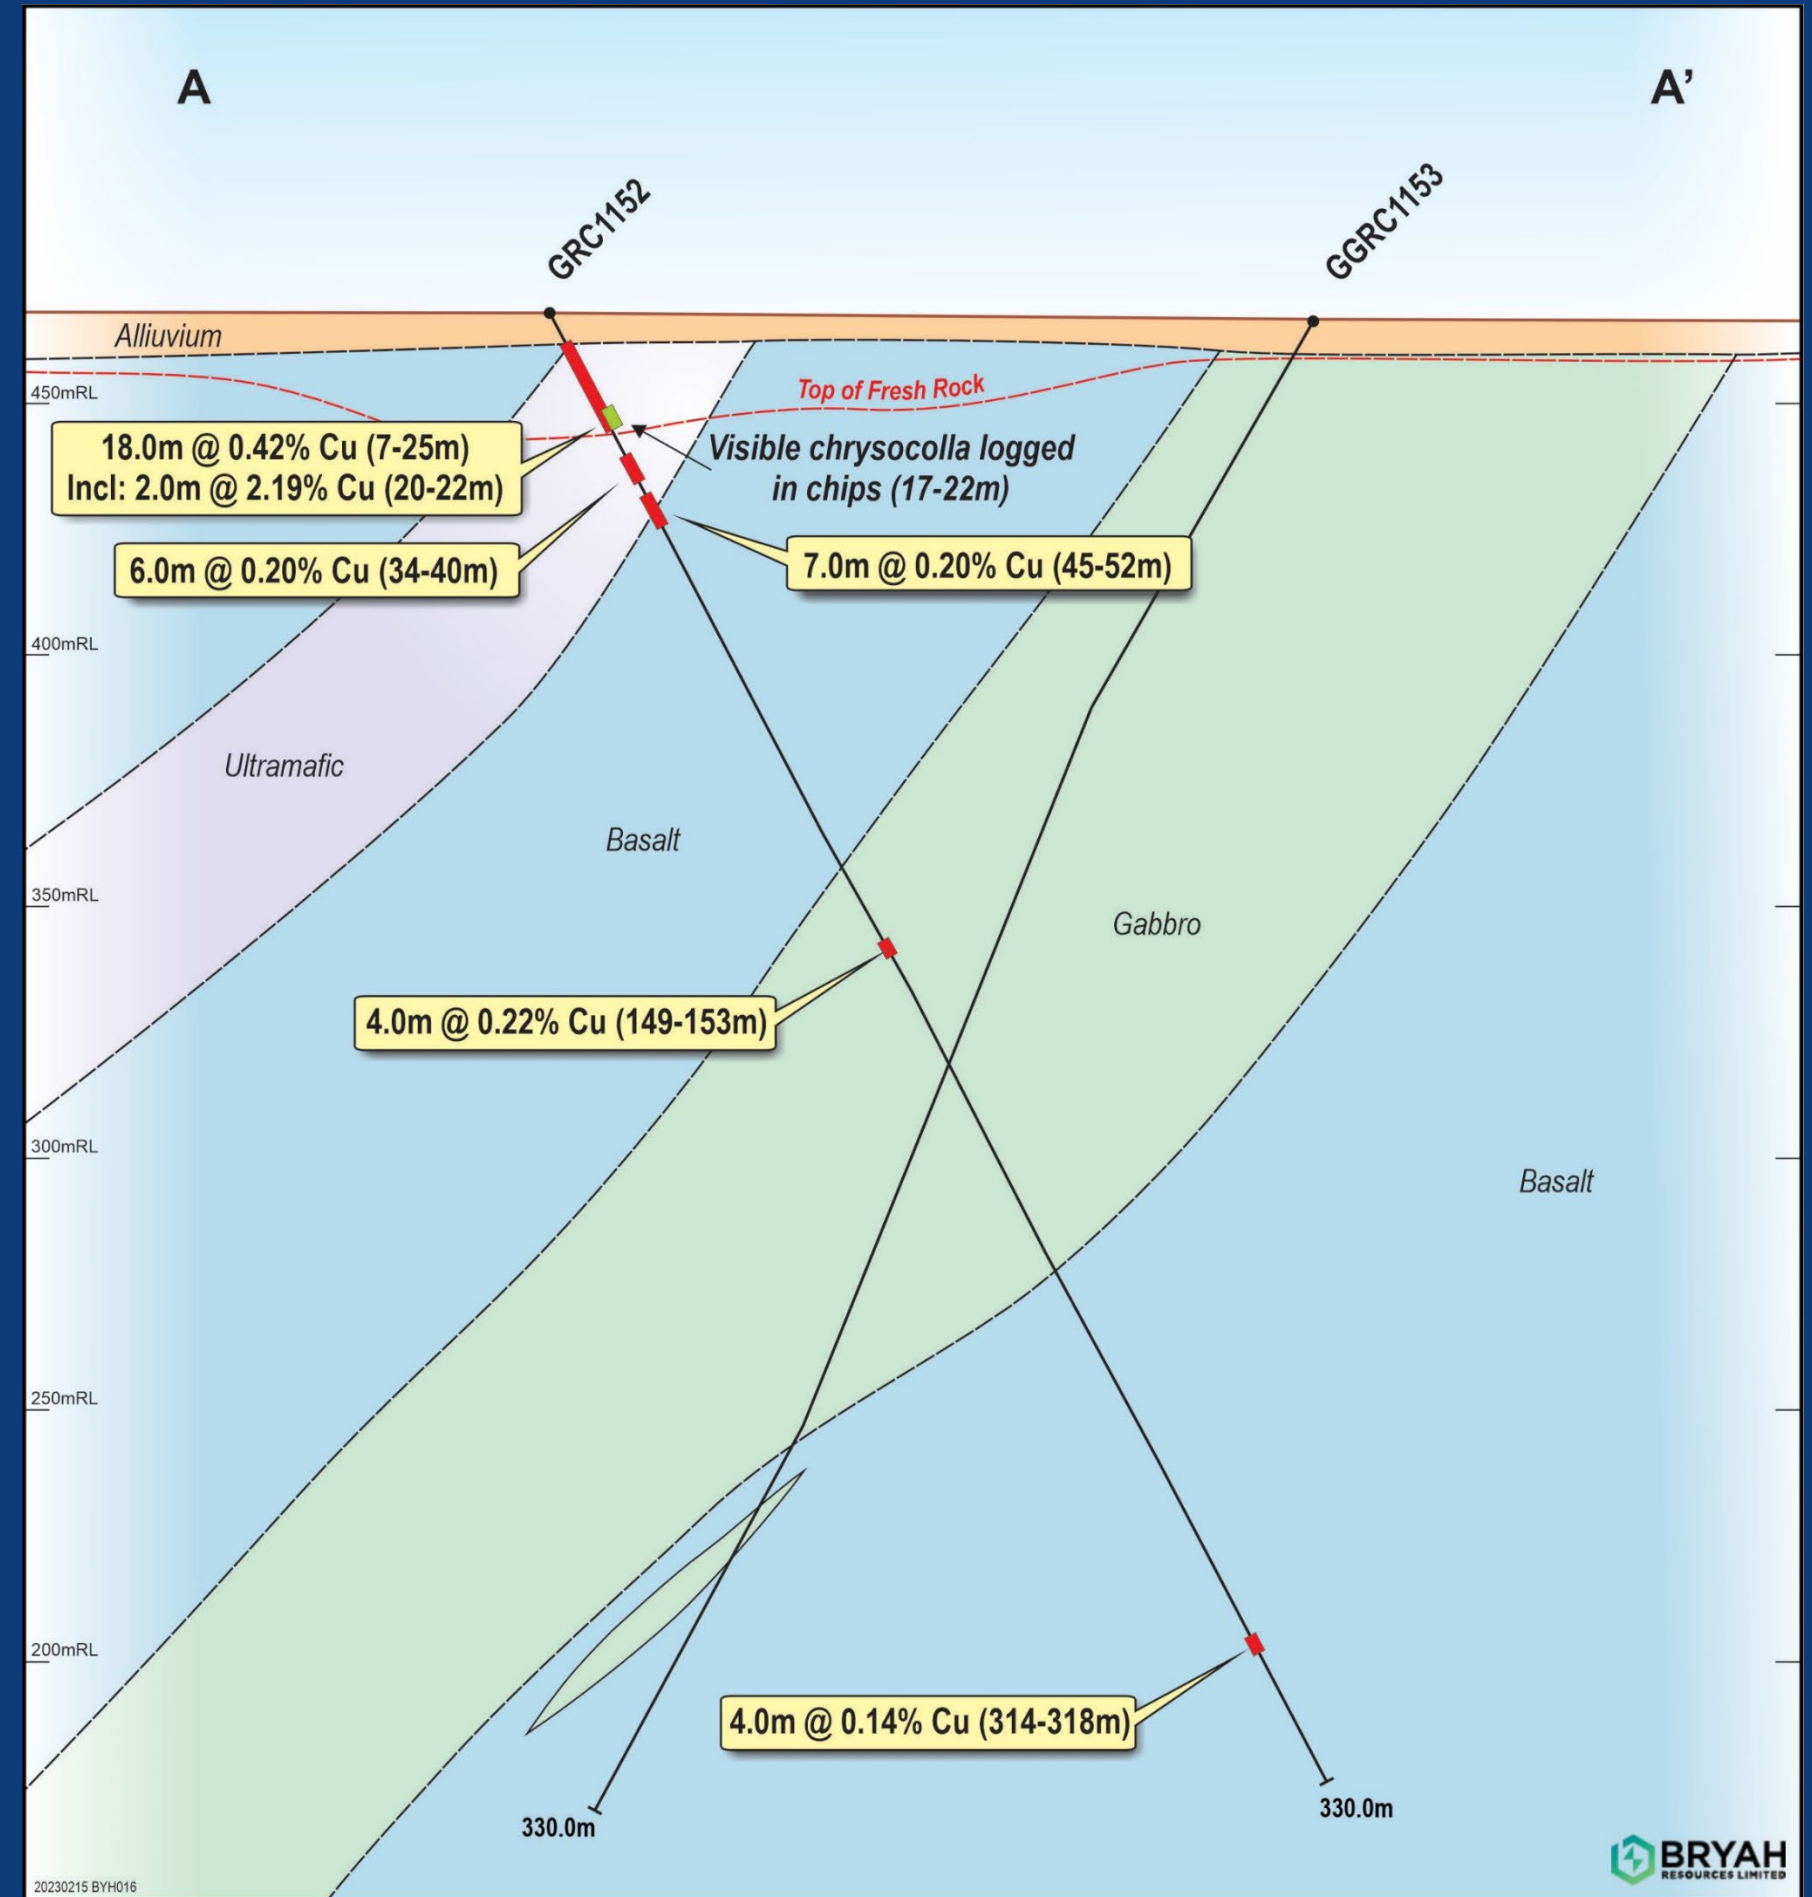 A
A’
GRC1152
GGRC1153
Alliuvium
450mRL
Top of Fresh Rock
18.0m @ 0.42% Cu (7-25m)
Incl: 2.0m @ 2.19% Cu (20-22m)
Visible chrysocolla logged
in chips (17-22m)
6.0m @ 0.20% Cu (34-40m)
7.0m @ 0.20% Cu (45-52m)
400mRL
Ultramafic
Basalt
350mRL
Gabbro
4.0m @ 0.22% Cu (149-153m)
300mRL
Basalt
250mRL
200mRL
4.0m @ 0.14% Cu (314-318m)
330.0m
330.0m
BRYAH
RESOURCES LIMITED
20230215 BYH016